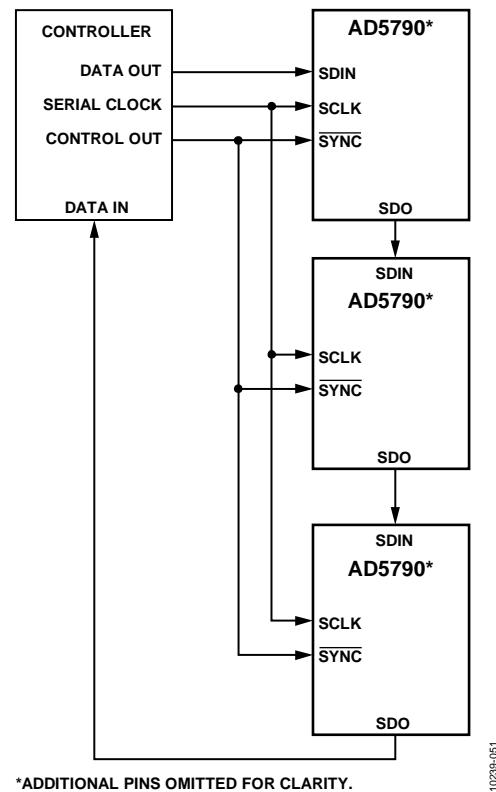 CONTROLLER
DATA OUT
SERIAL CLOCK
CONTROL OUT
DATA IN
AD5790*
SDIN
SCLK
SYNC
SDO
SDIN
AD5790*
SCLK
SYNC
SDO
SDIN
AD5790*
SCLK
SYNC
SDO
*ADDITIONAL PINS OMITTED FOR CLARITY.
10239-051